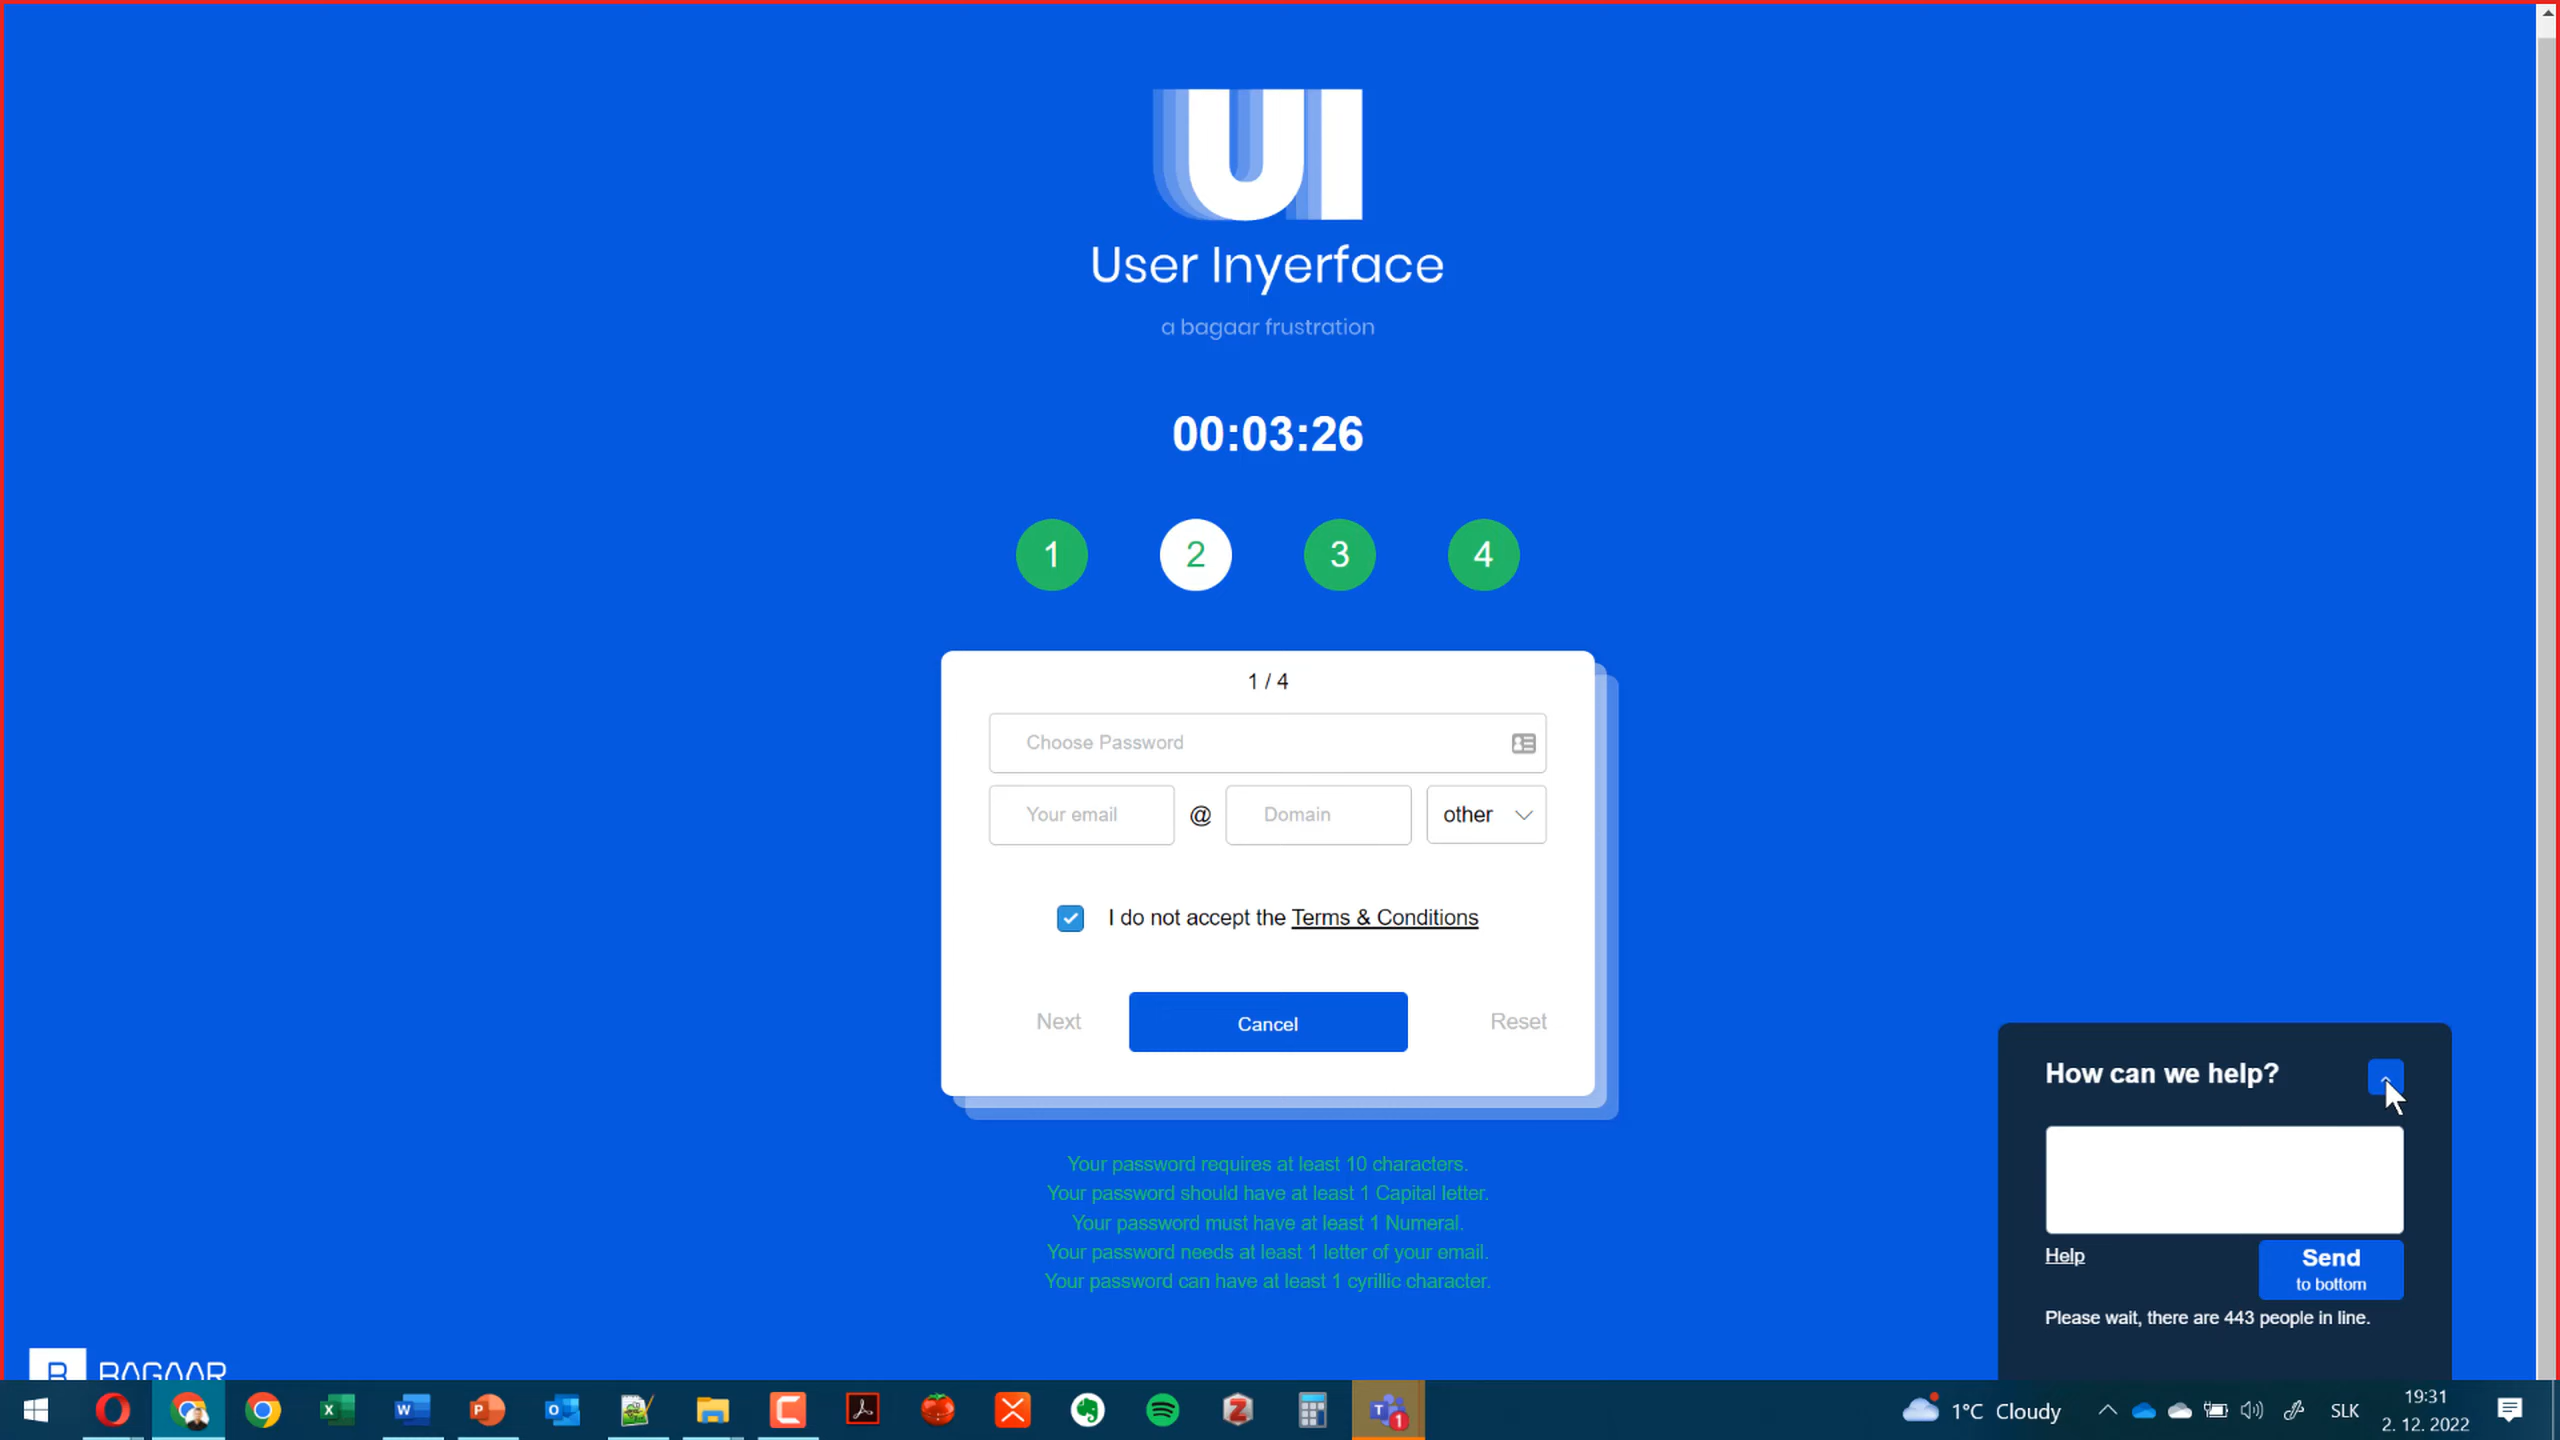 UI
User Inyerface
a bagaar frustration
00:03:26
1 2 3 4
1 / 4
Choose Password
Your email @ Domain other
I do not accept the Terms & Conditions
Next Cancel Reset
Your password requires at least 10 characters.
Your password should have at least 1 Capital letter.
Your password must have at least 1 Numeral.
Your password needs at least 1 letter of your email.
Your password can have at least 1 cyrillic character.
How can we help?
Help
Send
to bottom
Please wait, there are 443 people in line.
B BAGAAR
1°C Cloudy
SLK
19:31
2. 12. 2022